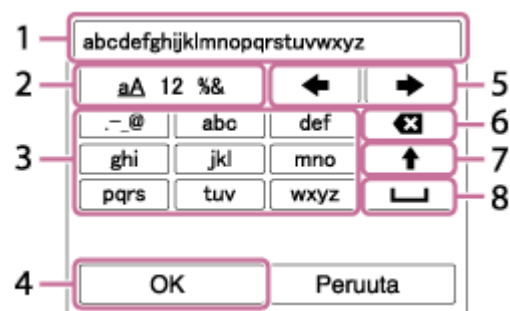 1 abcdefghijklmnopqrstuvwxyz
2 aA 12 %& 5
.-_@ abc def 6
3 ghi jkl mno 7
pqrs tuv wxyz 8
4 OK Peruuta